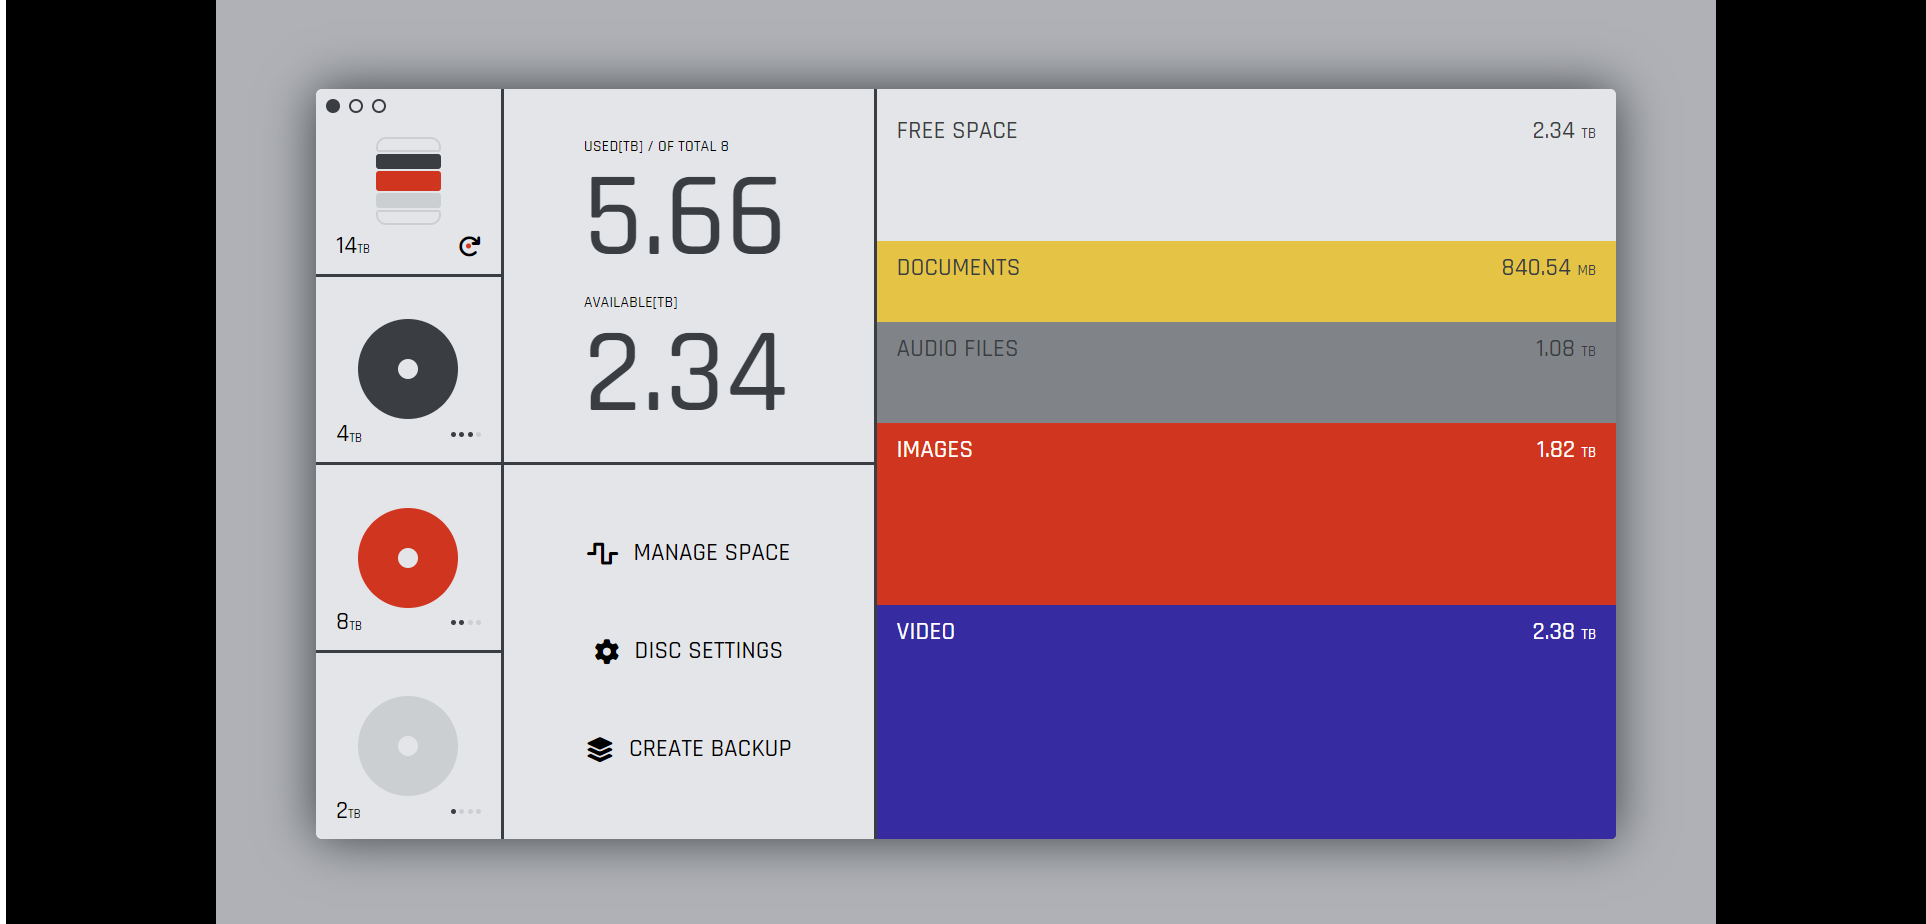 14TB
4TB
8TB
2TB
USED[TB] / OF TOTAL 8
5.66
AVAILABLE[TB]
2.34
MANAGE SPACE
DISC SETTINGS
CREATE BACKUP
FREE SPACE 2.34 TB
DOCUMENTS 840.54 MB
AUDIO FILES 1.08 TB
IMAGES 1.82 TB
VIDEO 2.38 TB